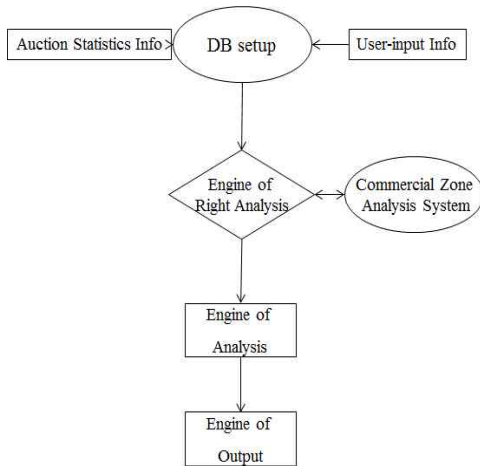 Auction Statistics Info
DB setup
User-input Info
Engine of
Right Analysis
Commercial Zone
Analysis System
Engine of
Analysis
Engine of
Output